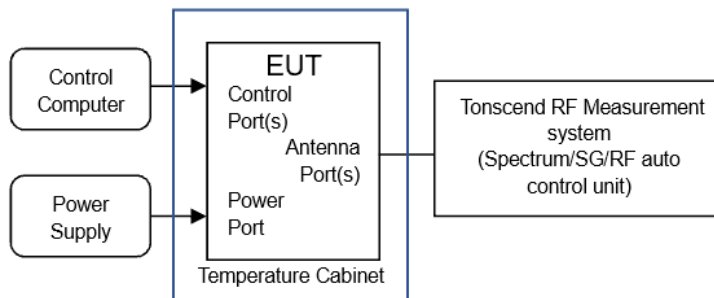 Control
Computer
Power
Supply
EUT
Control
Port(s)
Antenna
Port(s)
Power
Port
Temperature Cabinet
Tonscend RF Measurement
system
(Spectrum/SG/RF auto
control unit)